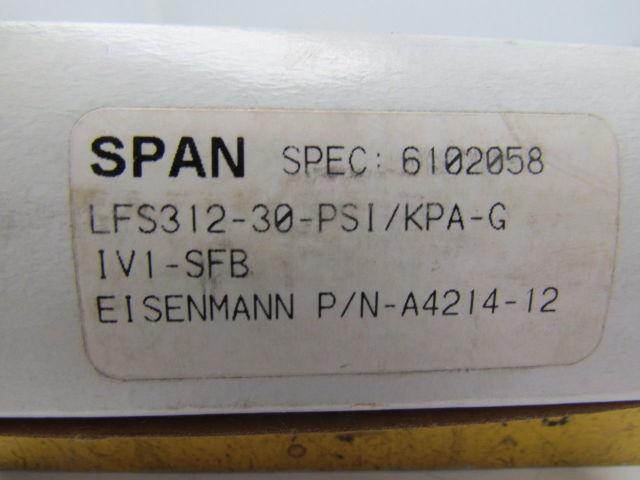 SPAN SPEC: 6102058
LFS312-30-PSI/KPA-G
IV1-SFB
EISENMANN P/N-A4214-12